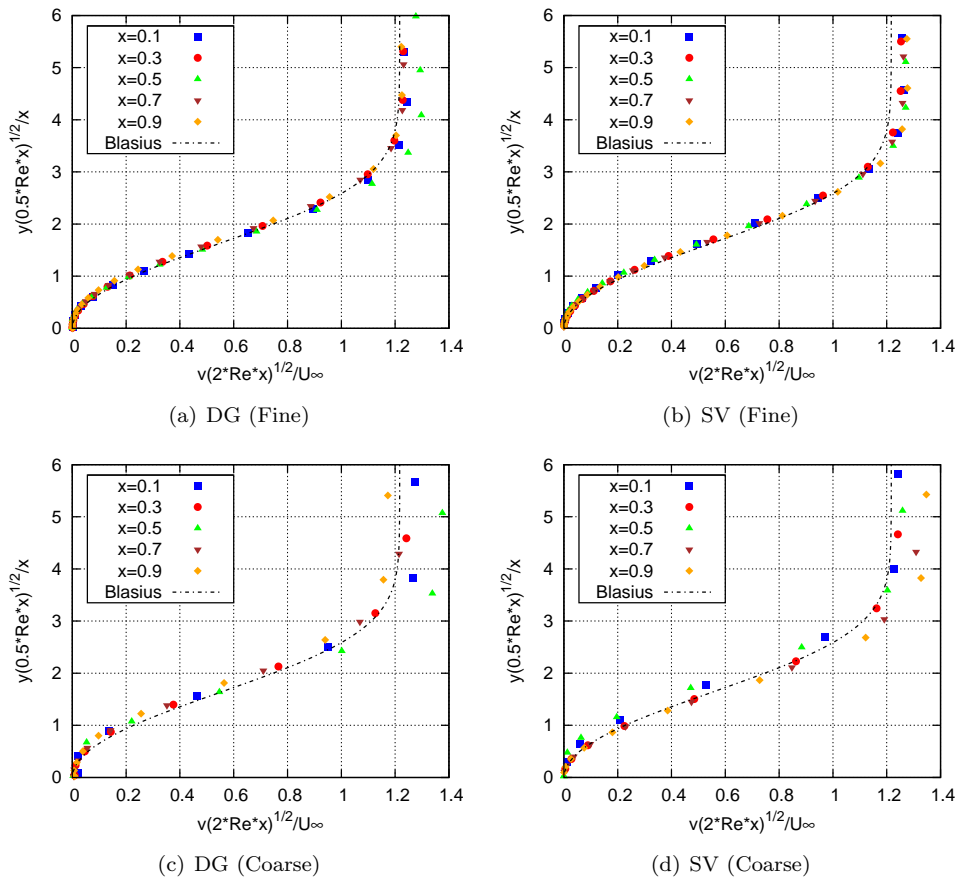 6
5
4
3
2
1
0
y(0.5*Re*x)^1/2/x
x=0.1
x=0.3
x=0.5
x=0.7
x=0.9
Blasius
0 0.2 0.4 0.6 0.8 1 1.2 1.4
v(2*Re*x)^1/2/U∞
(a) DG (Fine)
6
5
4
3
2
1
0
y(0.5*Re*x)^1/2/x
x=0.1
x=0.3
x=0.5
x=0.7
x=0.9
Blasius
0 0.2 0.4 0.6 0.8 1 1.2 1.4
v(2*Re*x)^1/2/U∞
(b) SV (Fine)
6
5
4
3
2
1
0
y(0.5*Re*x)^1/2/x
x=0.1
x=0.3
x=0.5
x=0.7
x=0.9
Blasius
0 0.2 0.4 0.6 0.8 1 1.2 1.4
v(2*Re*x)^1/2/U∞
(c) DG (Coarse)
6
5
4
3
2
1
0
y(0.5*Re*x)^1/2/x
x=0.1
x=0.3
x=0.5
x=0.7
x=0.9
Blasius
0 0.2 0.4 0.6 0.8 1 1.2 1.4
v(2*Re*x)^1/2/U∞
(d) SV (Coarse)